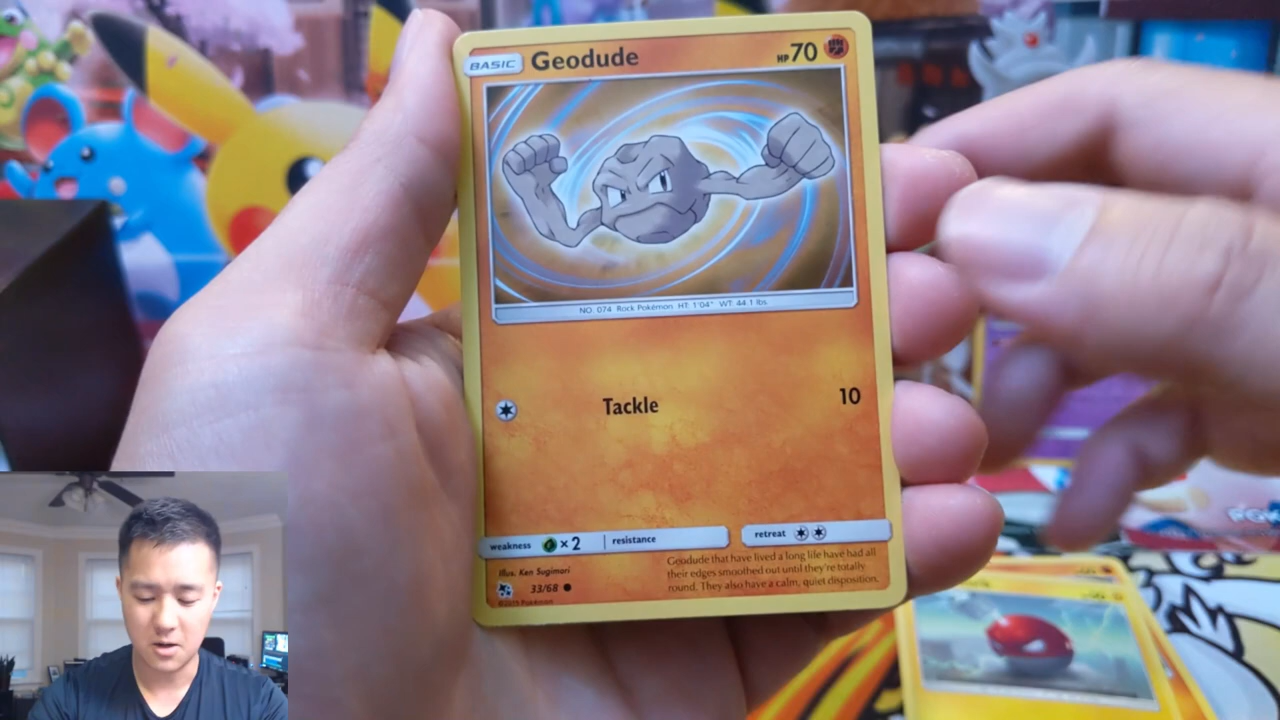 BASIC Geodude HP70
NO. 074 Rock Pokémon HT: 1'04" WT: 44.1 lbs.
Tackle 10
weakness ×2 resistance
retreat
Illus. Ken Sugimori
33/68
©2019 Pokémon
Geodude that have lived a long life have had all
their edges smoothed out until they're totally
round. They also have a calm, quiet disposition.